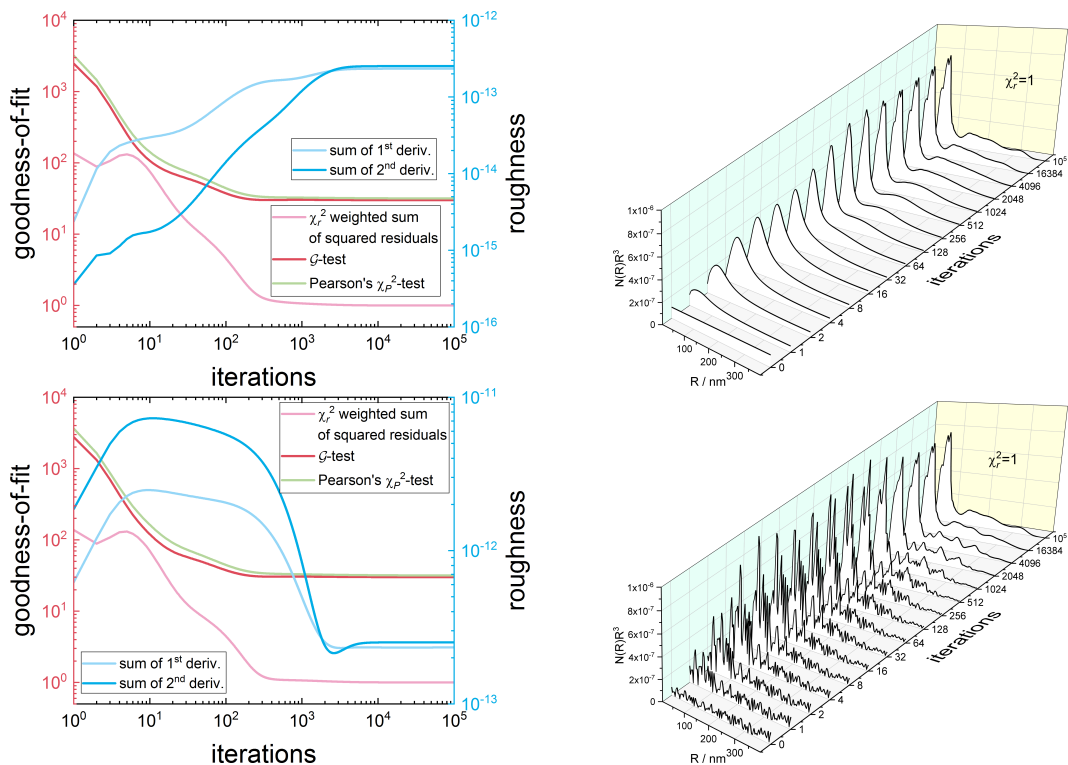 10⁴
10³
10²
10¹
10⁰
goodness-of-fit
10⁻¹²
10⁻¹³
10⁻¹⁴
10⁻¹⁵
10⁻¹⁶
roughness
sum of 1ˢᵗ deriv.
sum of 2ⁿᵈ deriv.
χᵣ² weighted sum
of squared residuals
𝒢-test
Pearson's χ_P²-test
10⁰ 10¹ 10² 10³ 10⁴ 10⁵
iterations
χᵣ²=1
N(R)R³
1x10⁻⁶
8x10⁻⁷
6x10⁻⁷
4x10⁻⁷
2x10⁻⁷
0
100
200
300
R / nm
0
1
2
4
8
16
32
64
128
256
512
1024
2048
4096
16384
10⁵
iterations
10⁴
10³
10²
10¹
10⁰
goodness-of-fit
10⁻¹¹
10⁻¹²
10⁻¹³
roughness
χᵣ² weighted sum
of squared residuals
𝒢-test
Pearson's χ_P²-test
sum of 1ˢᵗ deriv.
sum of 2ⁿᵈ deriv.
10⁰ 10¹ 10² 10³ 10⁴ 10⁵
iterations
χᵣ²=1
N(R)R³
1x10⁻⁶
8x10⁻⁷
6x10⁻⁷
4x10⁻⁷
2x10⁻⁷
0
100
200
300
R / nm
0
1
2
4
8
16
32
64
128
256
512
1024
2048
4096
16384
10⁵
iterations